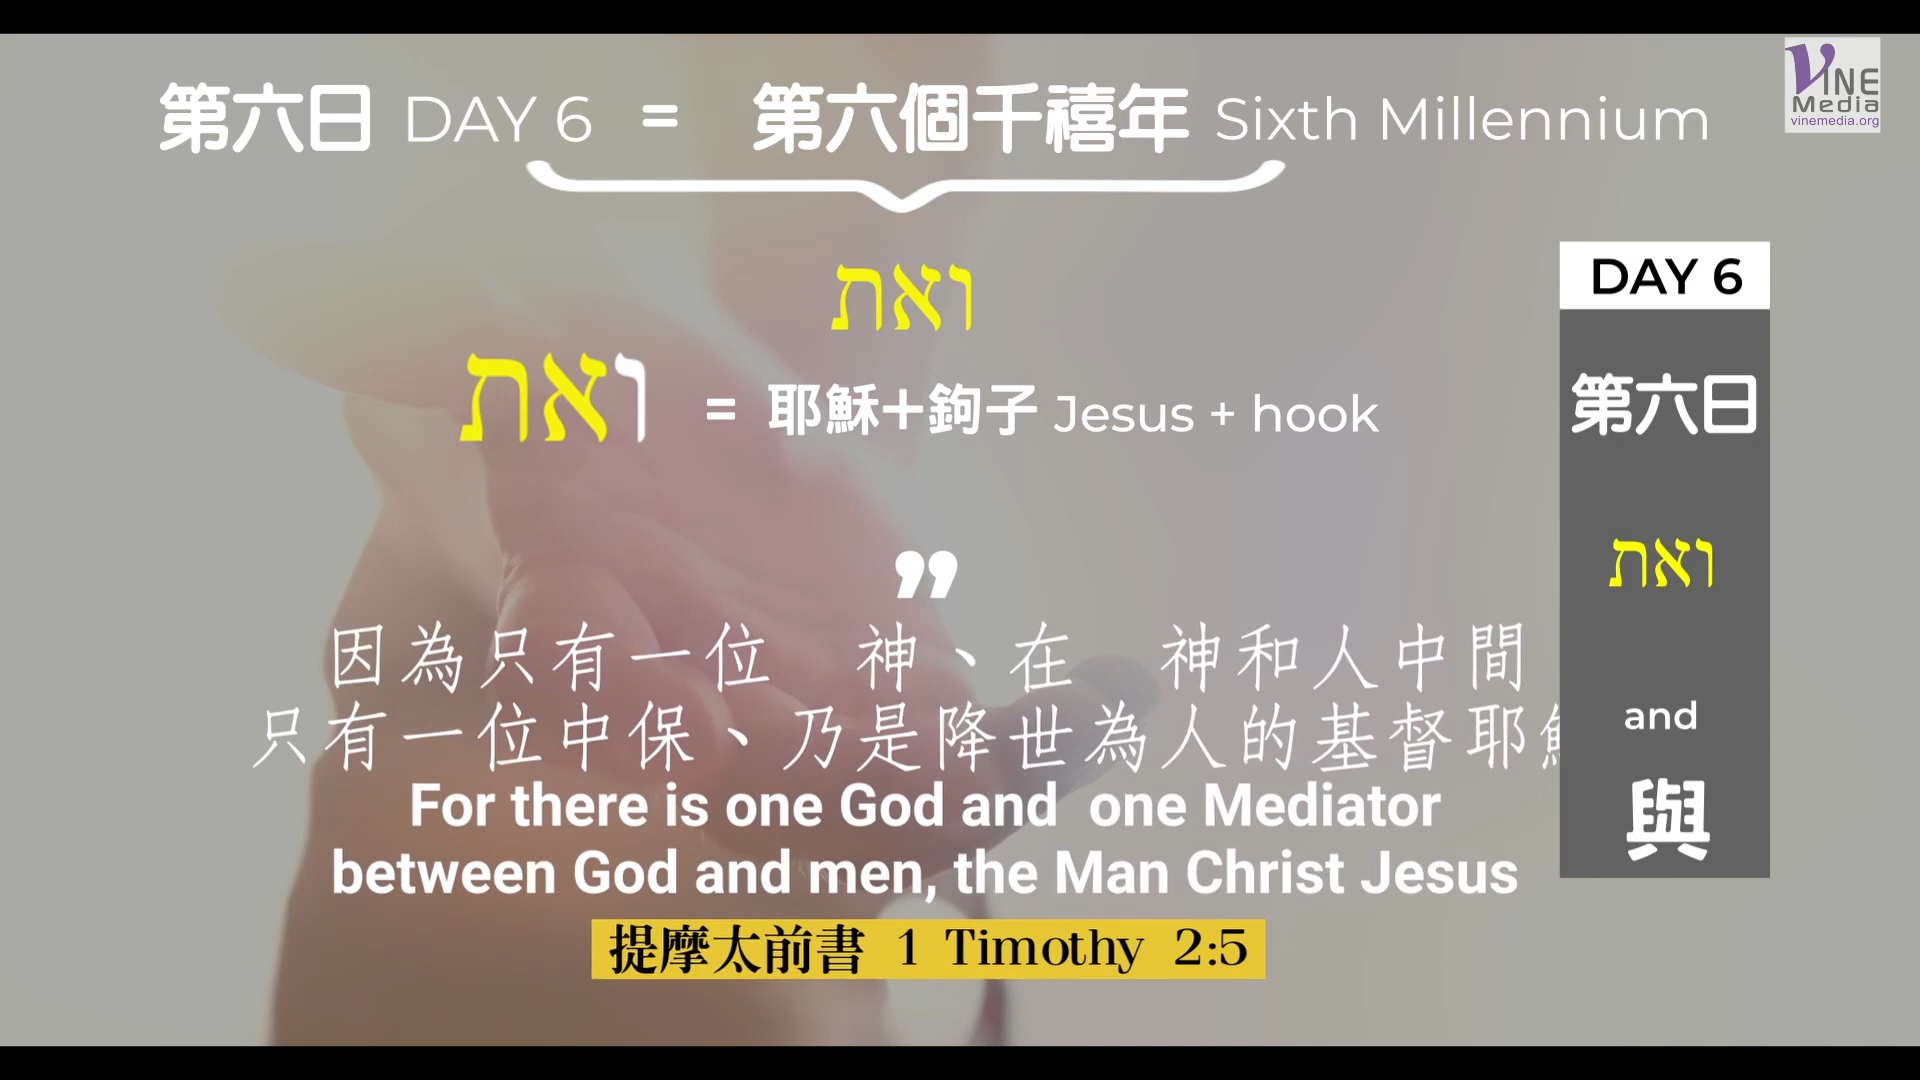 VINE
Media
vinemedia.org
第六日 DAY 6 = 第六個千禧年 Sixth Millennium
ואת
ואת = 耶穌+鉤子 Jesus + hook
”
因為只有一位 神、在 神和人中間
只有一位中保、乃是降世為人的基督耶
For there is one God and one Mediator
between God and men, the Man Christ Jesus
提摩太前書 1 Timothy 2:5
DAY 6
第六日
ואת
and
與